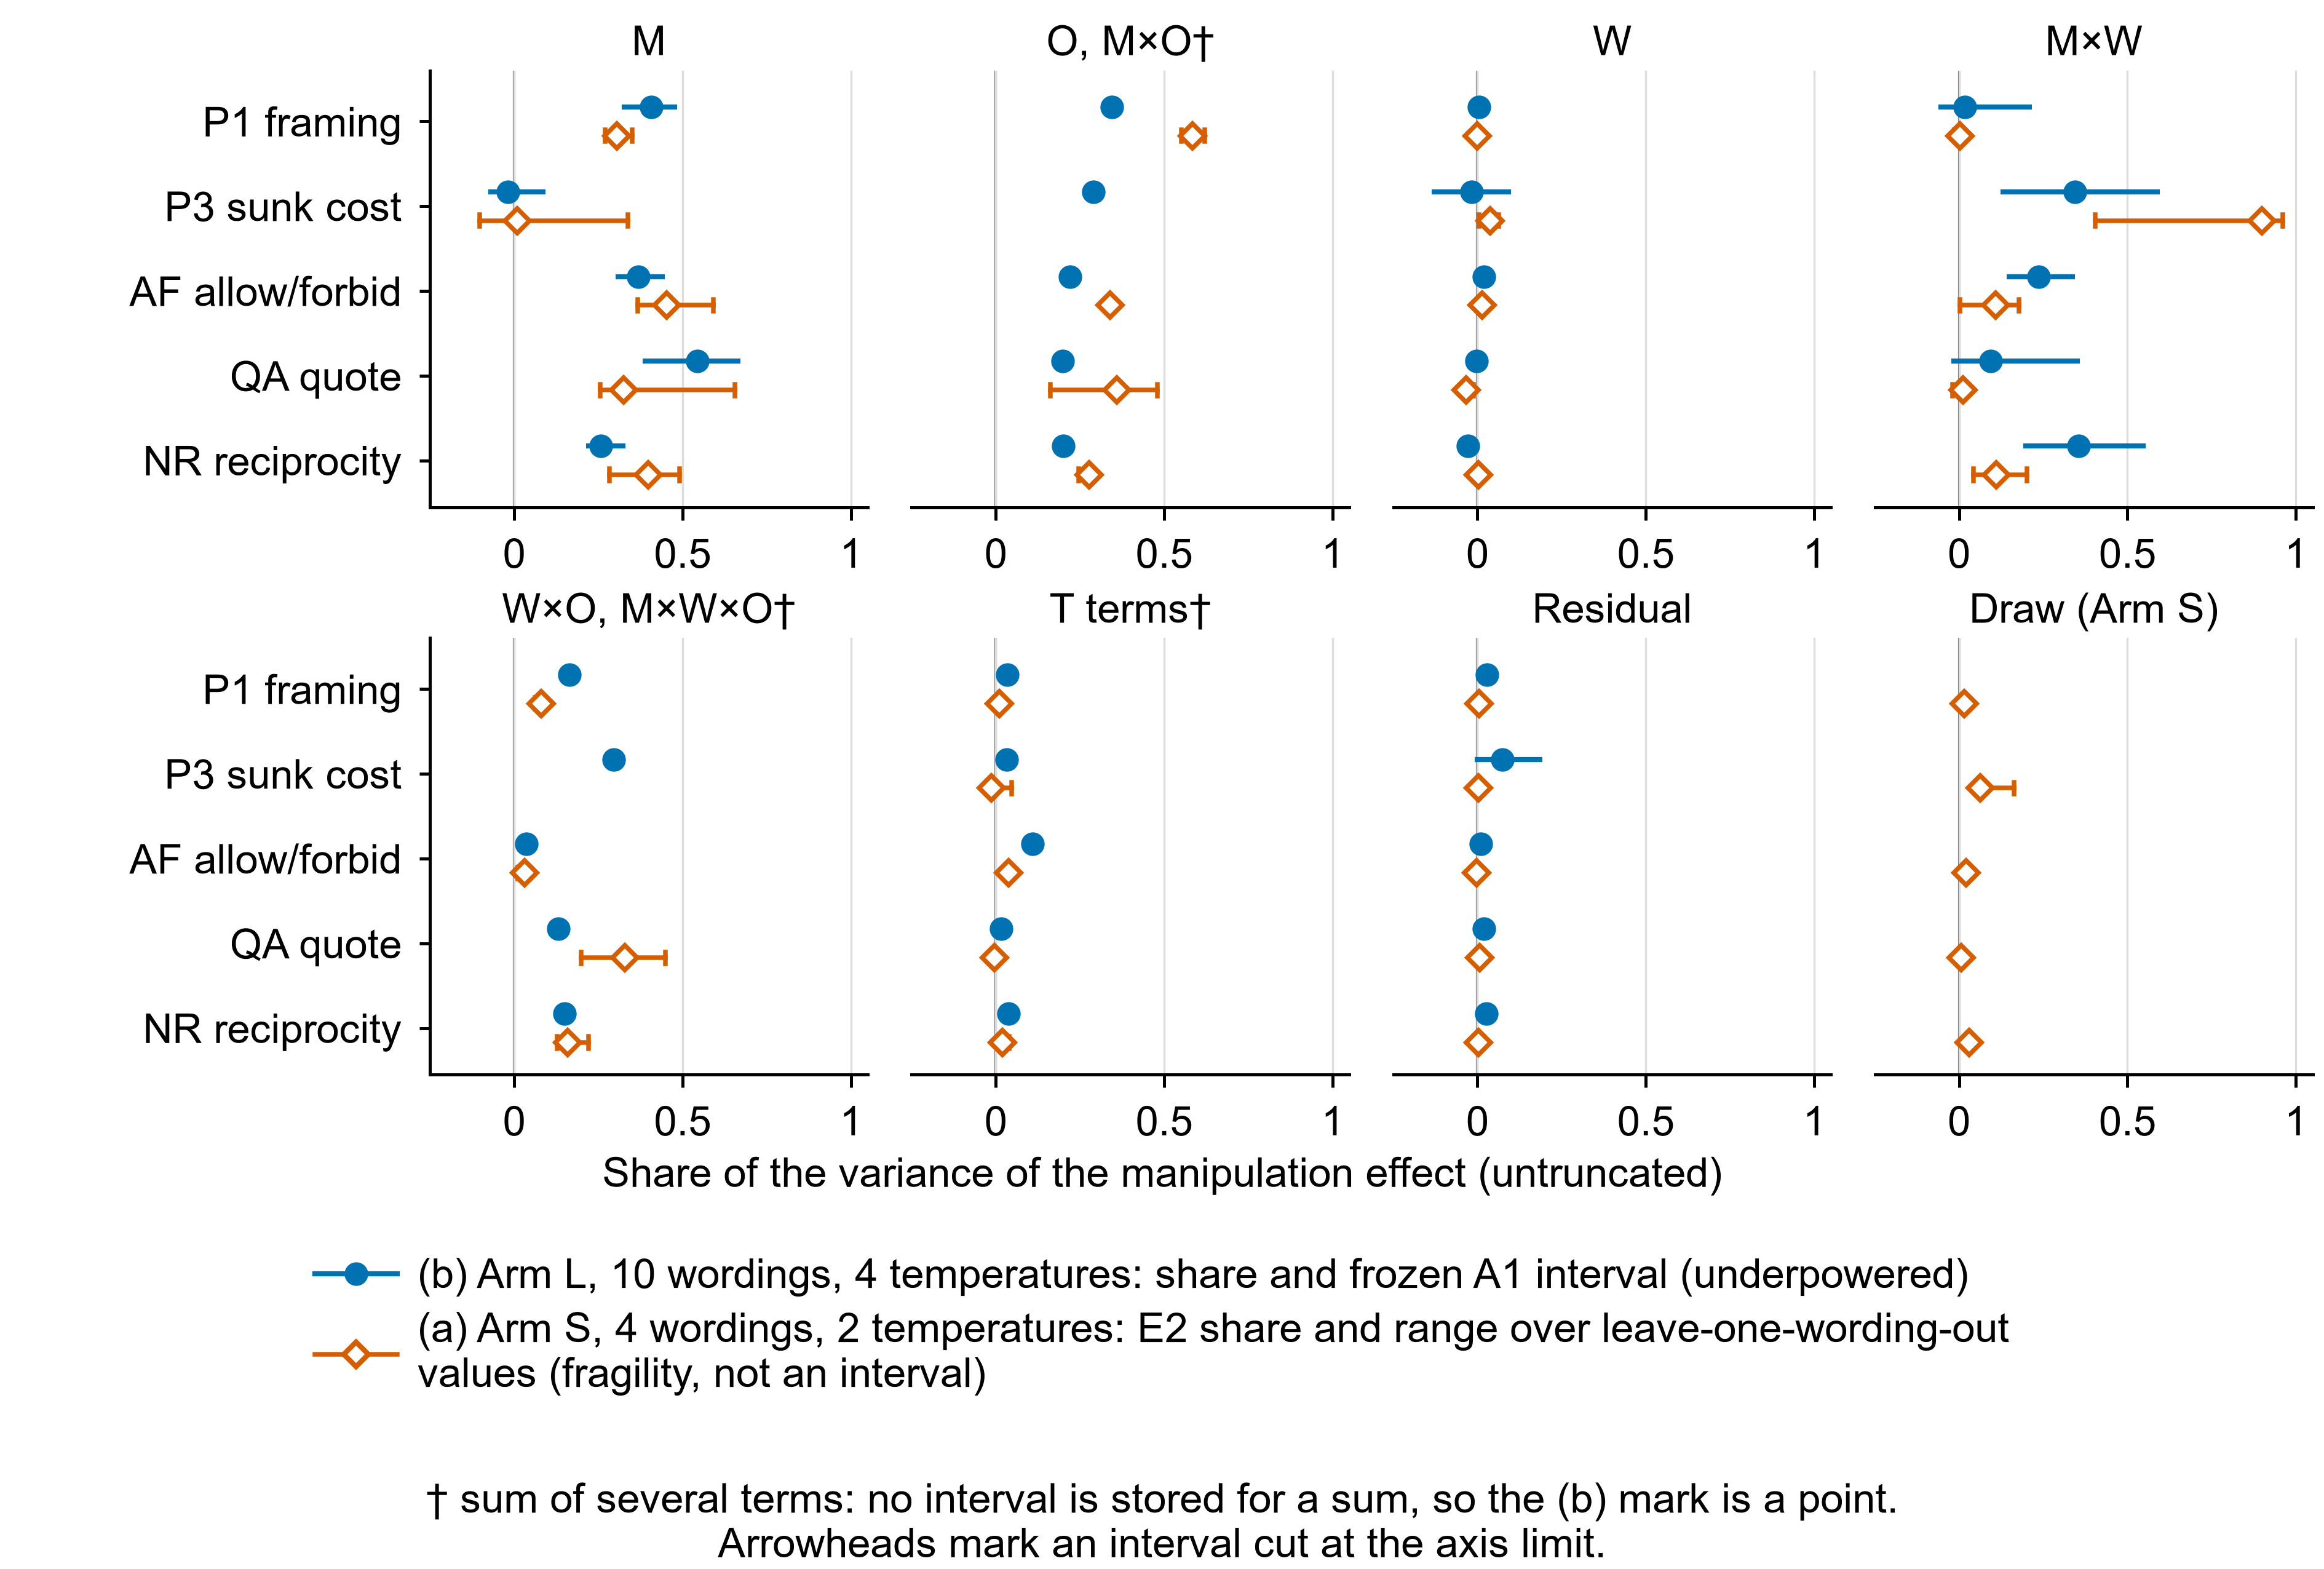 M
O, M×O†
W
M×W
P1 framing
P3 sunk cost
AF allow/forbid
QA quote
NR reciprocity
0 0.5 1
0 0.5 1
0 0.5 1
0 0.5 1
W×O, M×W×O†
T terms†
Residual
Draw (Arm S)
P1 framing
P3 sunk cost
AF allow/forbid
QA quote
NR reciprocity
0 0.5 1
0 0.5 1
0 0.5 1
0 0.5 1
Share of the variance of the manipulation effect (untruncated)
(b) Arm L, 10 wordings, 4 temperatures: share and frozen A1 interval (underpowered)
(a) Arm S, 4 wordings, 2 temperatures: E2 share and range over leave-one-wording-out
values (fragility, not an interval)
† sum of several terms: no interval is stored for a sum, so the (b) mark is a point.
Arrowheads mark an interval cut at the axis limit.